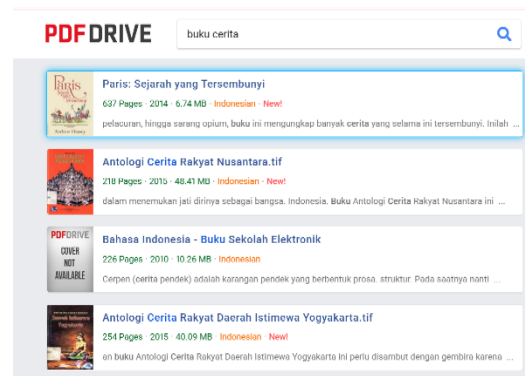 PDFDRIVE
buku cerita
Paris: Sejarah yang Tersembunyi
637 Pages · 2014 · 6.74 MB · Indonesian · New!
pelacuran, hingga sarang opium, buku ini mengungkap banyak cerita yang selama ini tersembunyi. Inilah ...
Antologi Cerita Rakyat Nusantara.tif
218 Pages · 2015 · 48.41 MB · Indonesian · New!
dalam menemukan jati dirinya sebagai bangsa. Indonesia. Buku Antologi Cerita Rakyat Nusantara ini ...
PDFDRIVE
COVER
NOT
AVAILABLE
Bahasa Indonesia - Buku Sekolah Elektronik
226 Pages · 2010 · 10.26 MB · Indonesian
Cerpen (cerita pendek) adalah karangan pendek yang berbentuk prosa. struktur. Pada saatnya nanti ...
Antologi Cerita Rakyat Daerah Istimewa Yogyakarta.tif
254 Pages · 2015 · 40.09 MB · Indonesian · New!
an buku Antologi Cerita Rakyat Daerah Istimewa Yogyakarta ini perlu disambut dengan gembira karena ...